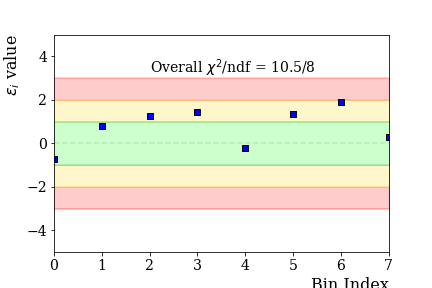 Overall χ²/ndf = 10.5/8
εᵢ value
4
2
0
−2
−4
0 1 2 3 4 5 6 7
Bin Index